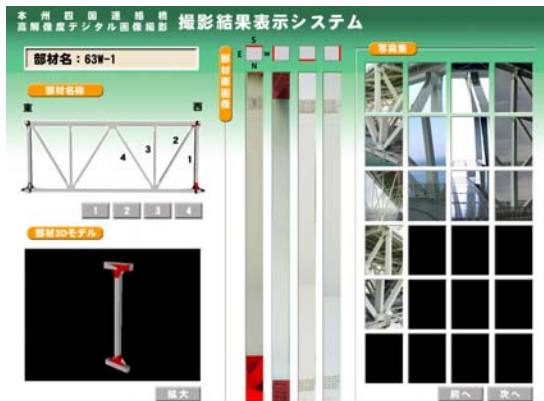 本州四国連絡橋
高解像度デジタル画像撮影 撮影結果表示システム
部材名：63W-1
部材名称
東 西
1
2
3
4
1 2 3 4
部材3Dモデル
拡大
部材面画像
S
E W
N
写真集
前へ 次へ